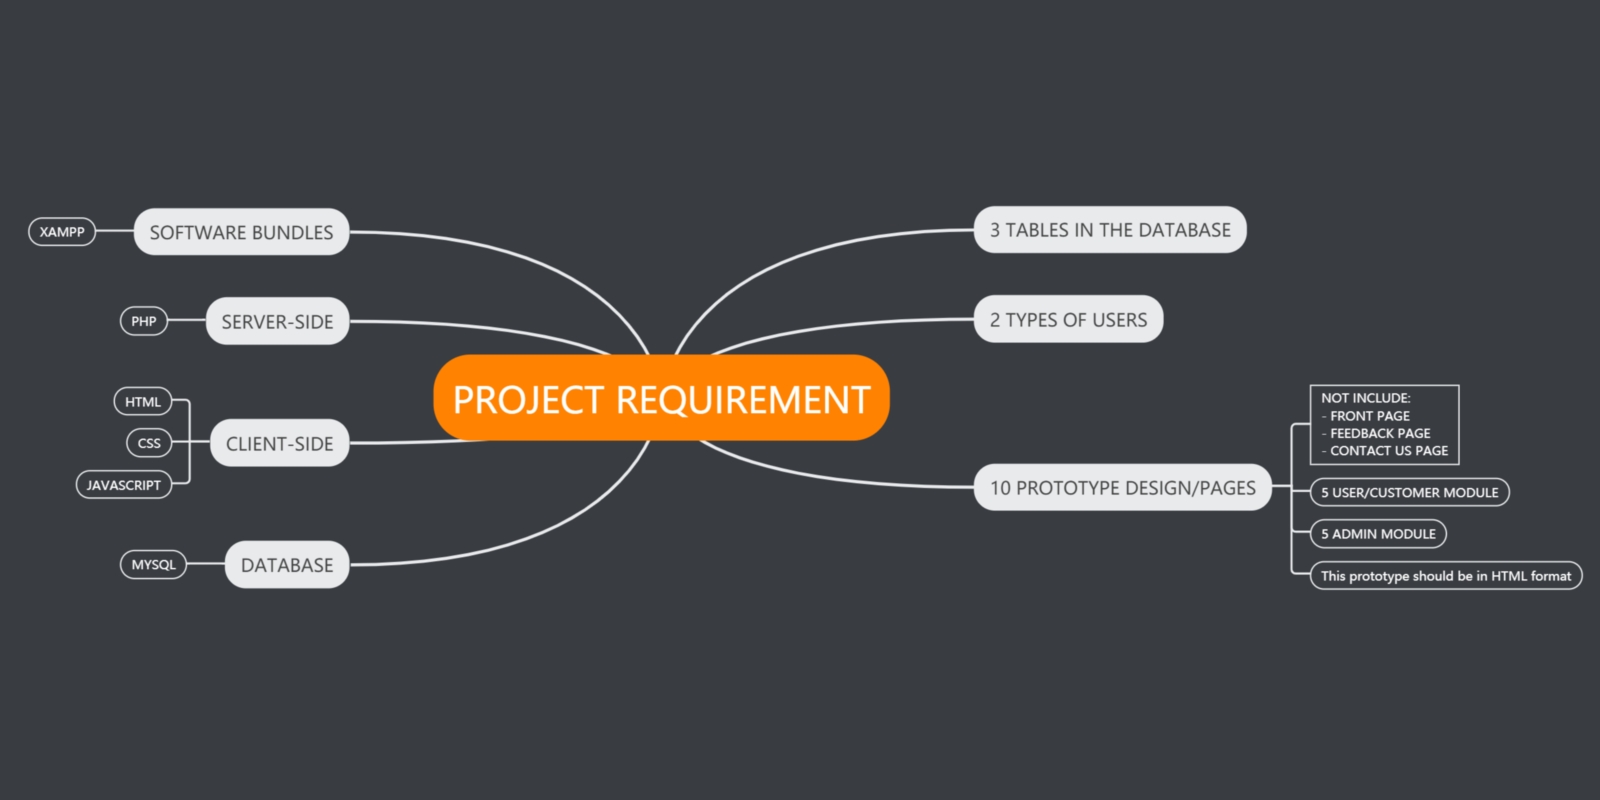 PROJECT REQUIREMENT
SOFTWARE BUNDLES
XAMPP
SERVER-SIDE
PHP
CLIENT-SIDE
HTML
CSS
JAVASCRIPT
DATABASE
MYSQL
3 TABLES IN THE DATABASE
2 TYPES OF USERS
10 PROTOTYPE DESIGN/PAGES
NOT INCLUDE:
- FRONT PAGE
- FEEDBACK PAGE
- CONTACT US PAGE
5 USER/CUSTOMER MODULE
5 ADMIN MODULE
This prototype should be in HTML format